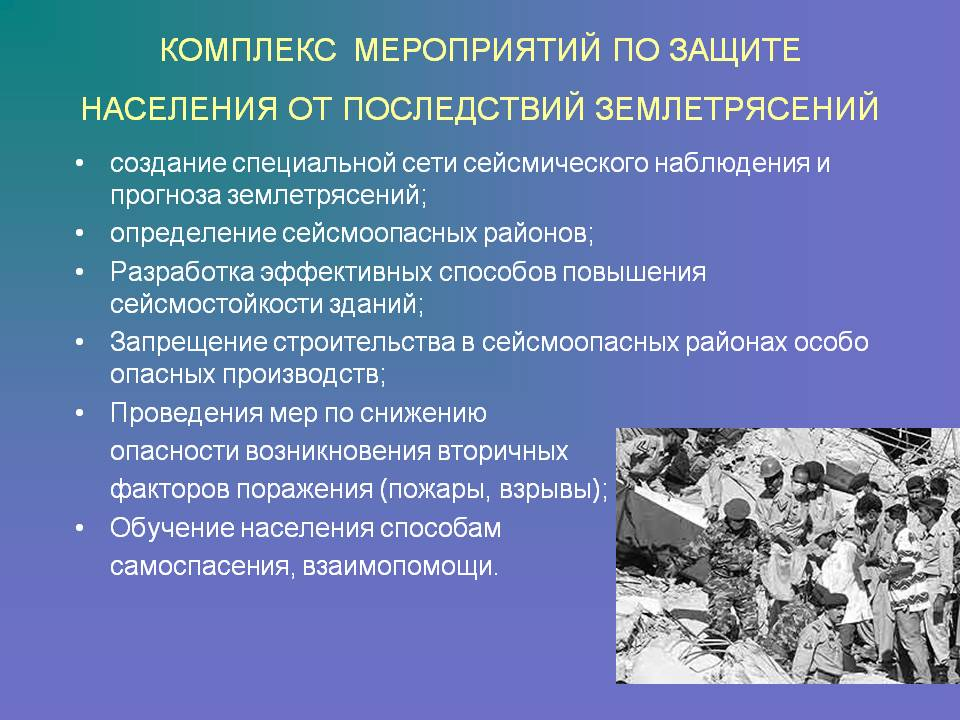 КОМПЛЕКС МЕРОПРИЯТИЙ ПО ЗАЩИТЕ
НАСЕЛЕНИЯ ОТ ПОСЛЕДСТВИЙ ЗЕМЛЕТРЯСЕНИЙ
• создание специальной сети сейсмического наблюдения и
прогноза землетрясений;
• определение сейсмоопасных районов;
• Разработка эффективных способов повышения
сейсмостойкости зданий;
• Запрещение строительства в сейсмоопасных районах особо
опасных производств;
• Проведения мер по снижению
опасности возникновения вторичных
факторов поражения (пожары, взрывы);
• Обучение населения способам
самоспасения, взаимопомощи.